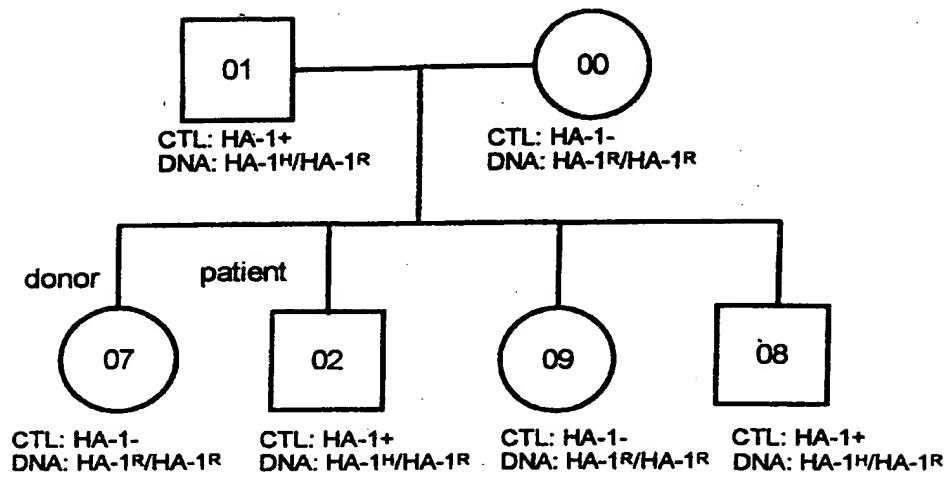 01
00
CTL: HA-1+
DNA: HA-1ᴴ/HA-1ᴿ
CTL: HA-1-
DNA: HA-1ᴿ/HA-1ᴿ
donor
patient
07
02
09
08
CTL: HA-1-
DNA: HA-1ᴿ/HA-1ᴿ
CTL: HA-1+
DNA: HA-1ᴴ/HA-1ᴿ
CTL: HA-1-
DNA: HA-1ᴿ/HA-1ᴿ
CTL: HA-1+
DNA: HA-1ᴴ/HA-1ᴿ